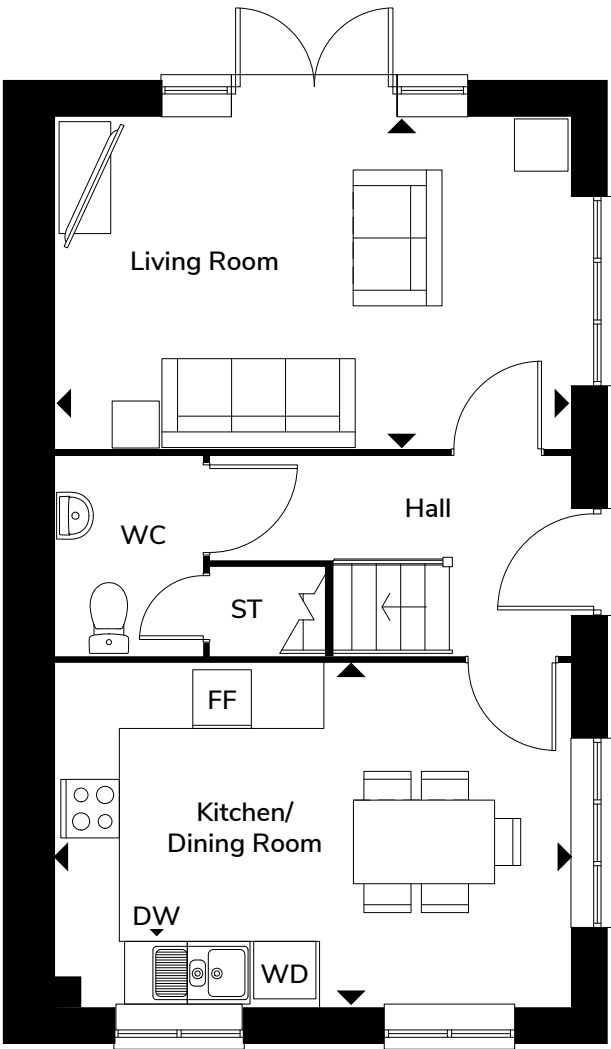 Living Room
Hall
WC
ST
FF
Kitchen/
Dining Room
DW
WD